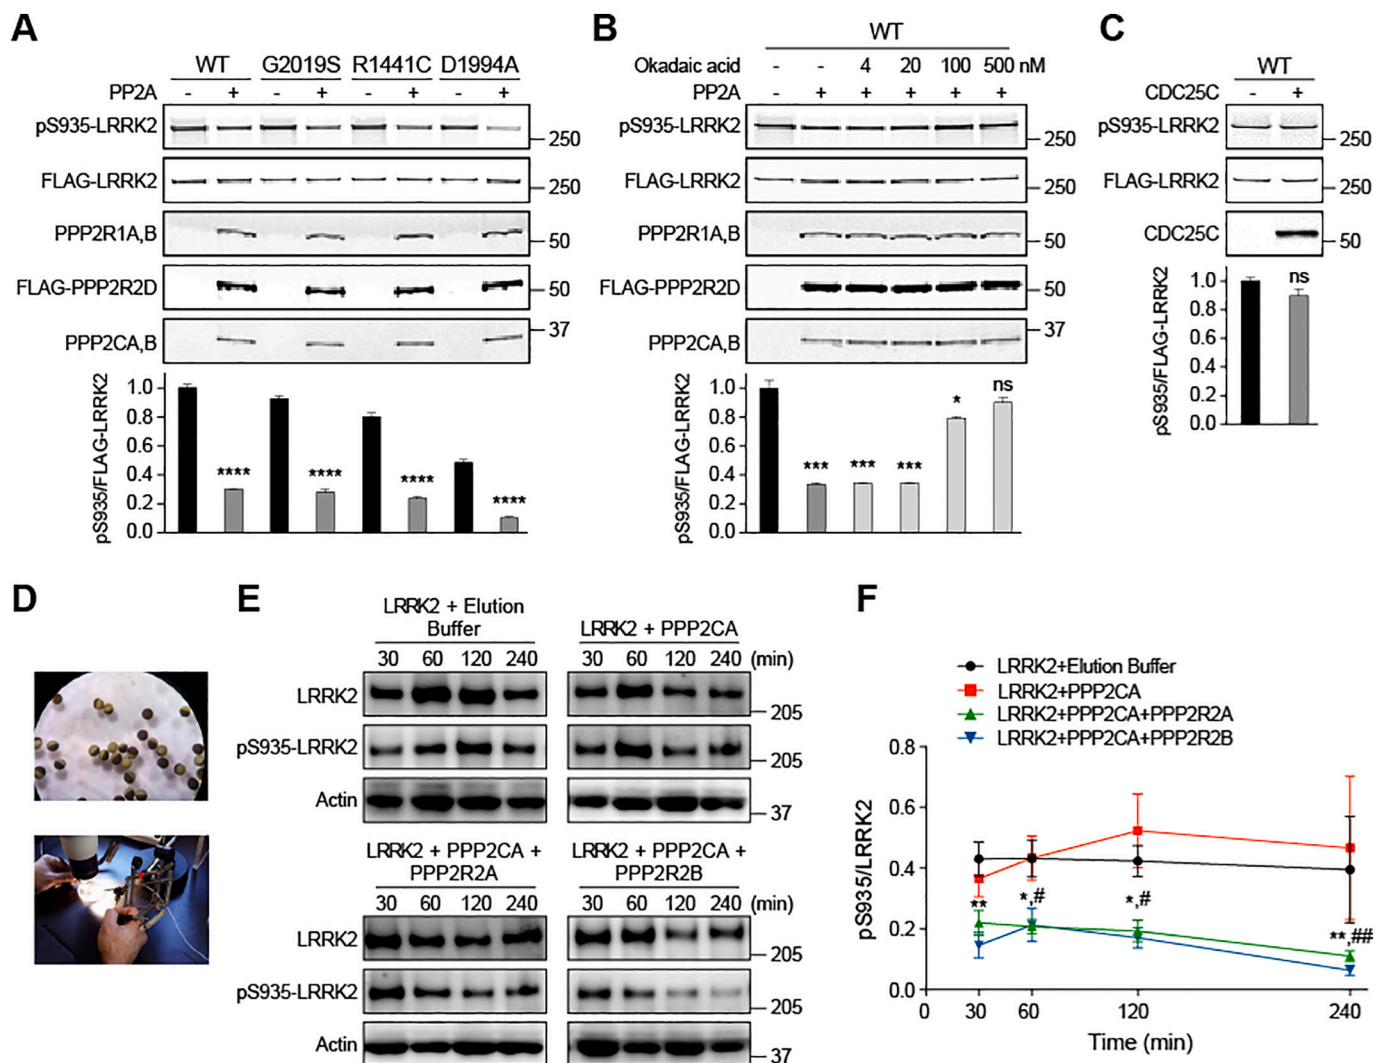 A
WT G2019S R1441C D1994A
PP2A - + - + - + - +
pS935-LRRK2
250
FLAG-LRRK2
250
PPP2R1A,B
50
FLAG-PPP2R2D
50
37
PPP2CA,B
pS935/FLAG-LRRK2
1.0
0.8
0.6
0.4
0.2
0.0
**** **** **** ****
B
WT
Okadaic acid - - 4 20 100 500 nM
PP2A - + + + + +
pS935-LRRK2
250
FLAG-LRRK2
250
PPP2R1A,B
50
FLAG-PPP2R2D
50
37
PPP2CA,B
pS935/FLAG-LRRK2
1.0
0.8
0.6
0.4
0.2
0.0
*** *** *** * ns
C
WT
CDC25C - +
pS935-LRRK2
250
FLAG-LRRK2
250
CDC25C
50
pS935/FLAG-LRRK2
1.0
0.8
0.6
0.4
0.2
0.0
ns
D
E
LRRK2 + Elution
Buffer
30 60 120 240
LRRK2 + PPP2CA
30 60 120 240 (min)
LRRK2
205
pS935-LRRK2
205
Actin
37
LRRK2 + PPP2CA +
PPP2R2A
30 60 120 240
LRRK2 + PPP2CA +
PPP2R2B
30 60 120 240 (min)
LRRK2
205
pS935-LRRK2
205
Actin
37
F
LRRK2+Elution Buffer
LRRK2+PPP2CA
LRRK2+PPP2CA+PPP2R2A
LRRK2+PPP2CA+PPP2R2B
pS935/LRRK2
0.8
0.6
0.4
0.2
0.0
** *,# *,# **,##
0 30 60 120 240
Time (min)